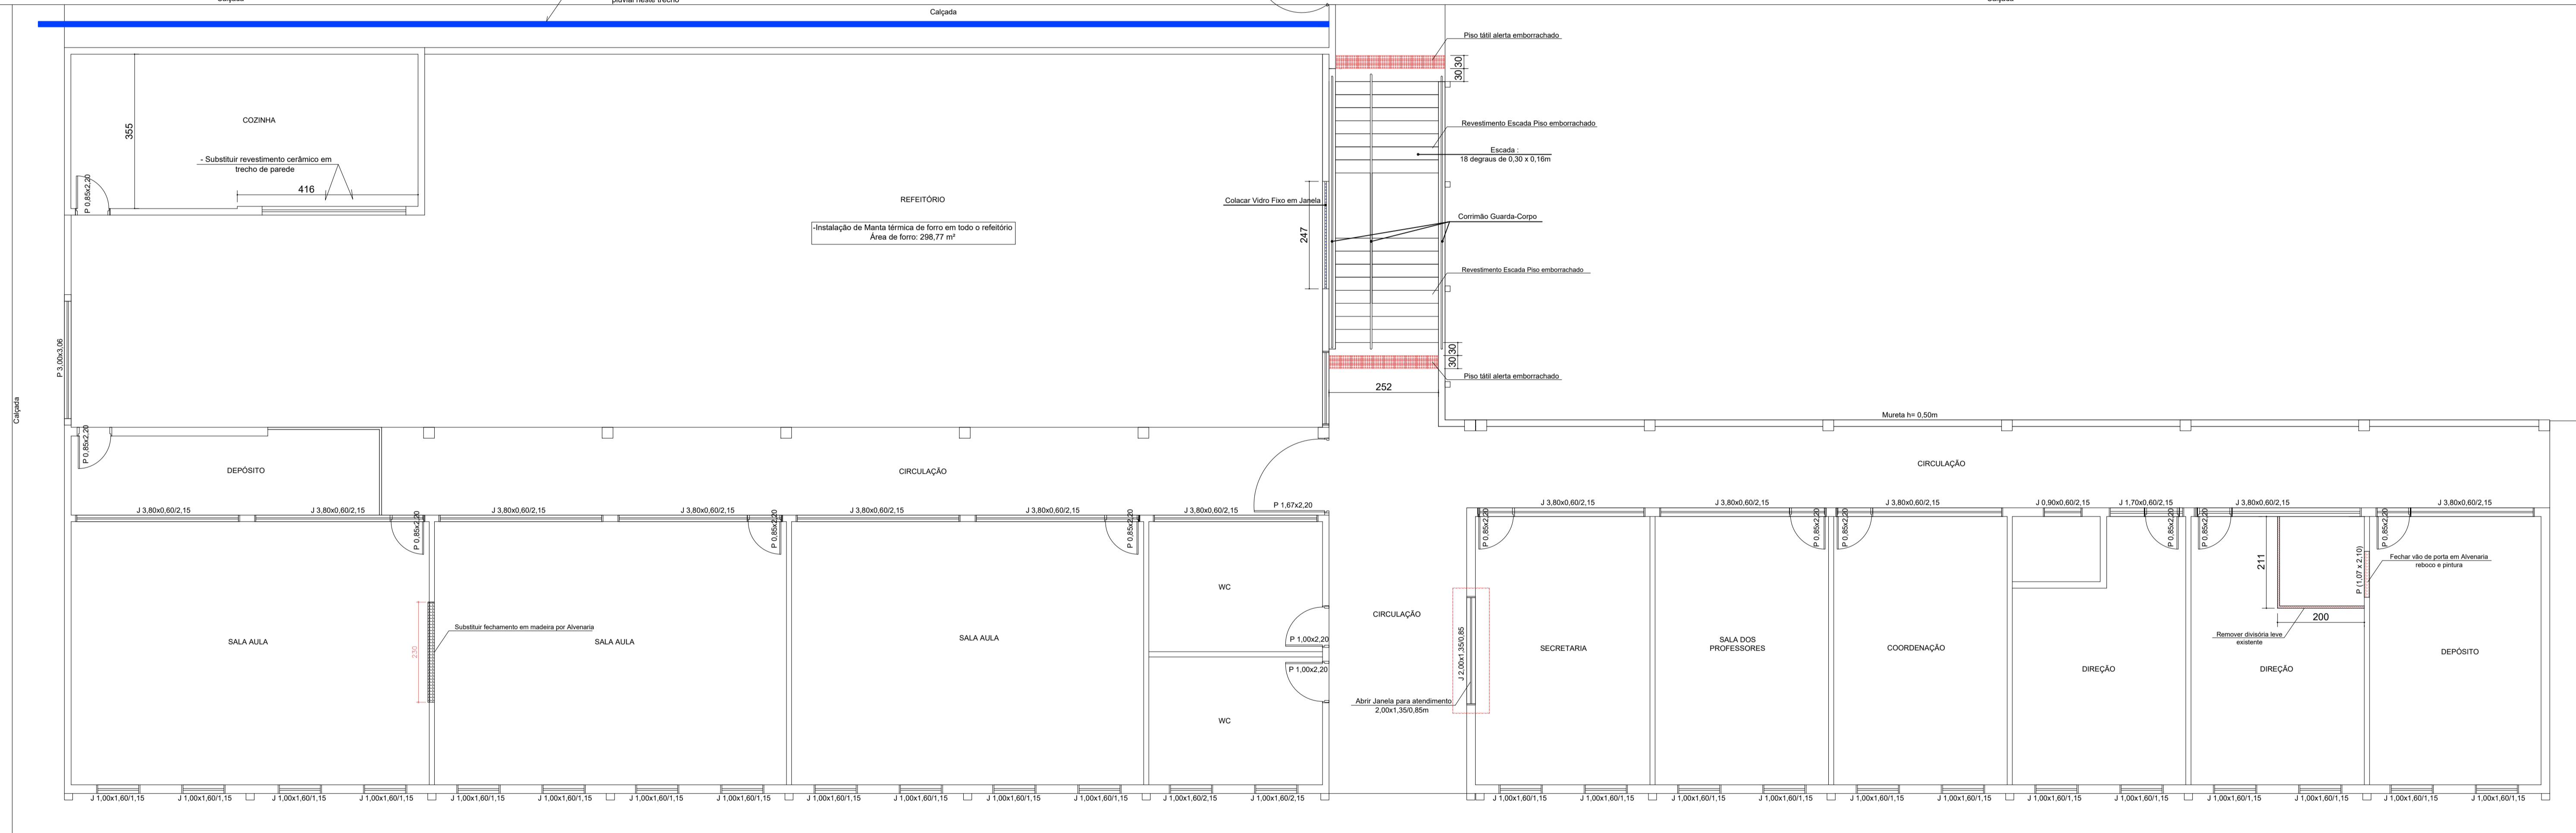 Calçada
pluvial neste trecho
Calçada
Calçada
Piso tátil alerta emborrachado
30
30
COZINHA
355
- Substituir revestimento cerâmico em
trecho de parede
416
P 0,85x2,20
REFEITÓRIO
-Instalação de Manta térmica de forro em todo o refeitório
Área de forro: 298,77 m²
Colacar Vidro Fixo em Janela
247
Revestimento Escada Piso emborrachado
Escada :
18 degraus de 0,30 x 0,16m
Corrimão Guarda-Corpo
Revestimento Escada Piso emborrachado
30
30
Piso tátil alerta emborrachado
252
P 3,00x3,06
Calçada
Mureta h= 0,50m
P 0,85x2,20
DEPÓSITO
CIRCULAÇÃO
CIRCULAÇÃO
P 1,67x2,20
J 3,80x0,60/2,15
J 3,80x0,60/2,15
J 3,80x0,60/2,15
J 3,80x0,60/2,15
J 3,80x0,60/2,15
J 3,80x0,60/2,15
J 3,80x0,60/2,15
J 3,80x0,60/2,15
J 3,80x0,60/2,15
J 3,80x0,60/2,15
J 0,90x0,60/2,15
J 1,70x0,60/2,15
J 3,80x0,60/2,15
J 3,80x0,60/2,15
P 0,85x2,20
P 0,85x2,20
P 0,85x2,20
P 0,85x2,20
P 0,85x2,20
P 0,85x2,20
P 0,85x2,20
P 0,85x2,20
P 0,85x2,20
211
P (1,07 x 2,10)
Fechar vão de porta em Alvenaria
reboco e pintura
200
Remover divisória leve
existente
WC
CIRCULAÇÃO
Substituir fechamento em madeira por Alvenaria
230
SALA AULA
SALA AULA
SALA AULA
P 1,00x2,20
P 1,00x2,20
J 2,00x1,35/0,85
Abrir Janela para atendimento
2,00x1,35/0,85m
SECRETARIA
SALA DOS
PROFESSORES
COORDENAÇÃO
DIREÇÃO
DIREÇÃO
DEPÓSITO
WC
J 1,00x1,60/1,15
J 1,00x1,60/1,15
J 1,00x1,60/1,15
J 1,00x1,60/1,15
J 1,00x1,60/1,15
J 1,00x1,60/1,15
J 1,00x1,60/1,15
J 1,00x1,60/1,15
J 1,00x1,60/1,15
J 1,00x1,60/1,15
J 1,00x1,60/1,15
J 1,00x1,60/1,15
J 1,00x1,60/2,15
J 1,00x1,60/2,15
J 1,00x1,60/1,15
J 1,00x1,60/1,15
J 1,00x1,60/1,15
J 1,00x1,60/1,15
J 1,00x1,60/1,15
J 1,00x1,60/1,15
J 1,00x1,60/1,15
J 1,00x1,60/1,15
J 1,00x1,60/1,15
J 1,00x1,60/1,15
J 1,00x1,60/1,15
J 1,00x1,60/1,15